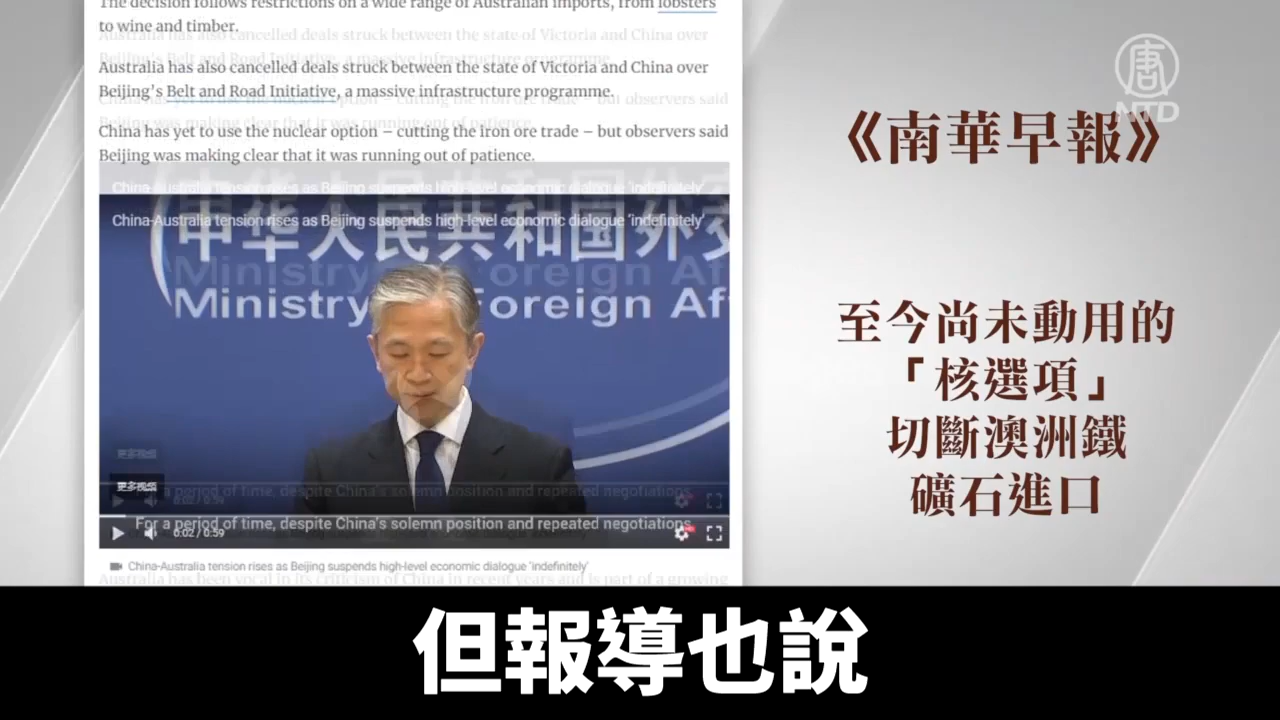 The decision follows restrictions on a wide range of Australian imports, from lobsters
to wine and timber.
Australia has also cancelled deals struck between the state of Victoria and China over
Beijing's Belt and Road Initiative, a massive infrastructure programme.
China has yet to use the nuclear option – cutting the iron ore trade – but observers said
Beijing was making clear that it was running out of patience.
China-Australia tension rises as Beijing suspends high-level economic dialogue 'indefinitely'
中华人民共和国外交
Ministry Foreign Af
更多视频
For a period of time, despite China's solemn position and repeated negotiations,
0:02 / 0:59
China-Australia tension rises as Beijing suspends high-level economic dialogue 'indefinitely'
Australia has been vocal in its criticism of China in recent years and is part of a growing
唐
NTD
《南華早報》
至今尚未動用的
「核選項」
切斷澳洲鐵
礦石進口
但報導也說